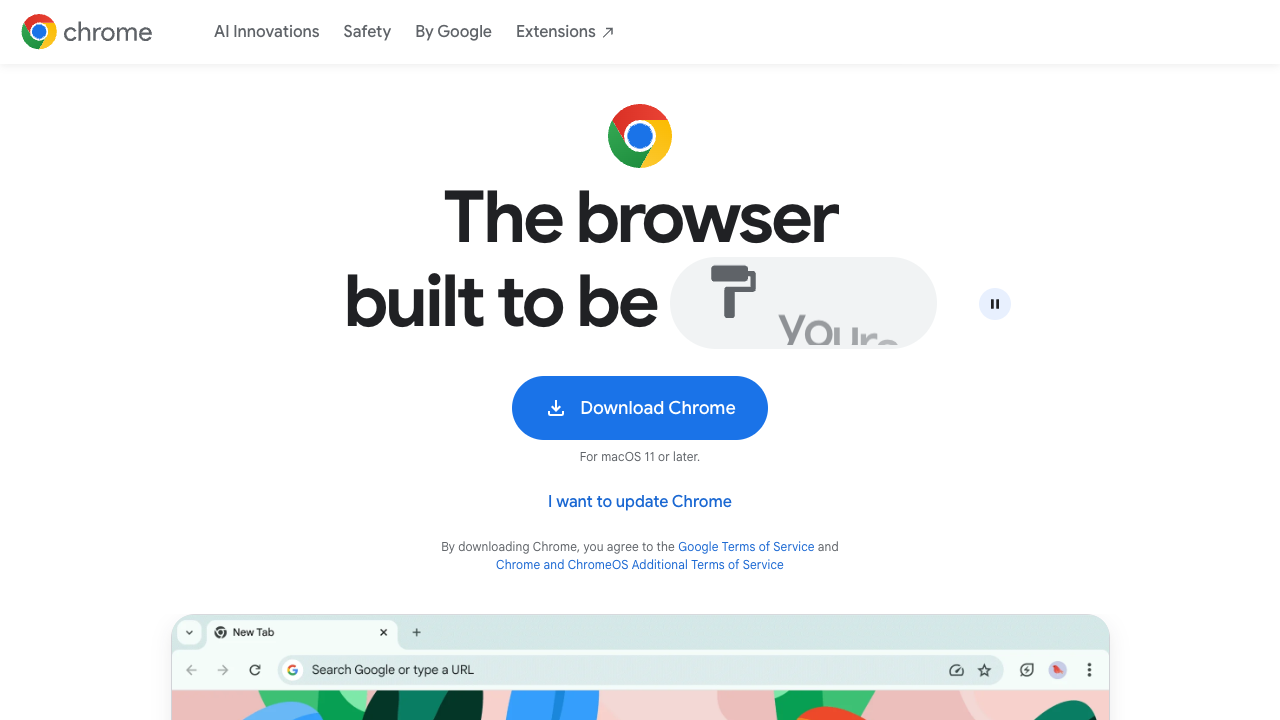 chrome
AI Innovations
Safety
By Google
Extensions
The browser
built to be yours
Download Chrome
For macOS 11 or later.
I want to update Chrome
By downloading Chrome, you agree to the Google Terms of Service and
Chrome and ChromeOS Additional Terms of Service
New Tab
Search Google or type a URL